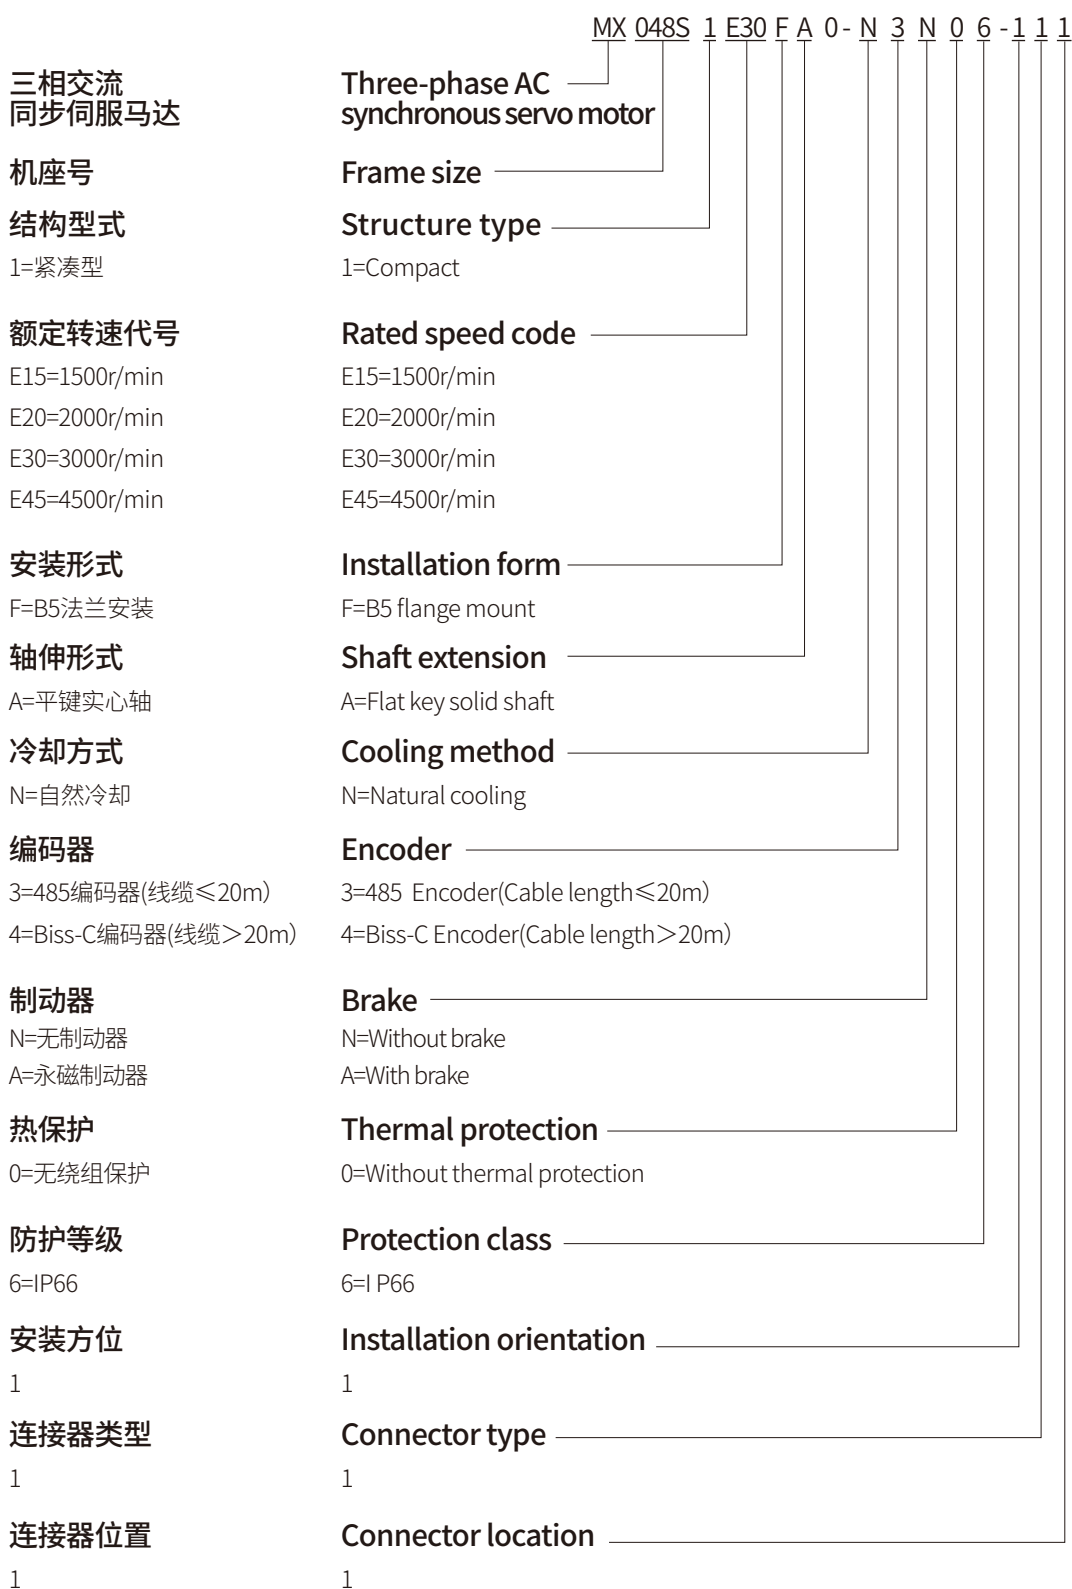 MX 048S 1 E30 F A 0 - N 3 N 0 6 - 1 1 1
三相交流 Three-phase AC
同步伺服马达 synchronous servo motor
机座号 Frame size
结构型式 Structure type
1=紧凑型 1=Compact
额定转速代号 Rated speed code
E15=1500r/min E15=1500r/min
E20=2000r/min E20=2000r/min
E30=3000r/min E30=3000r/min
E45=4500r/min E45=4500r/min
安装形式 Installation form
F=B5法兰安装 F=B5 flange mount
轴伸形式 Shaft extension
A=平键实心轴 A=Flat key solid shaft
冷却方式 Cooling method
N=自然冷却 N=Natural cooling
编码器 Encoder
3=485编码器(线缆≤20m） 3=485 Encoder(Cable length≤20m）
4=Biss-C编码器(线缆＞20m） 4=Biss-C Encoder(Cable length＞20m）
制动器 Brake
N=无制动器 N=Without brake
A=永磁制动器 A=With brake
热保护 Thermal protection
0=无绕组保护 0=Without thermal protection
防护等级 Protection class
6=IP66 6=I P66
安装方位 Installation orientation
1 1
连接器类型 Connector type
1 1
连接器位置 Connector location
1 1